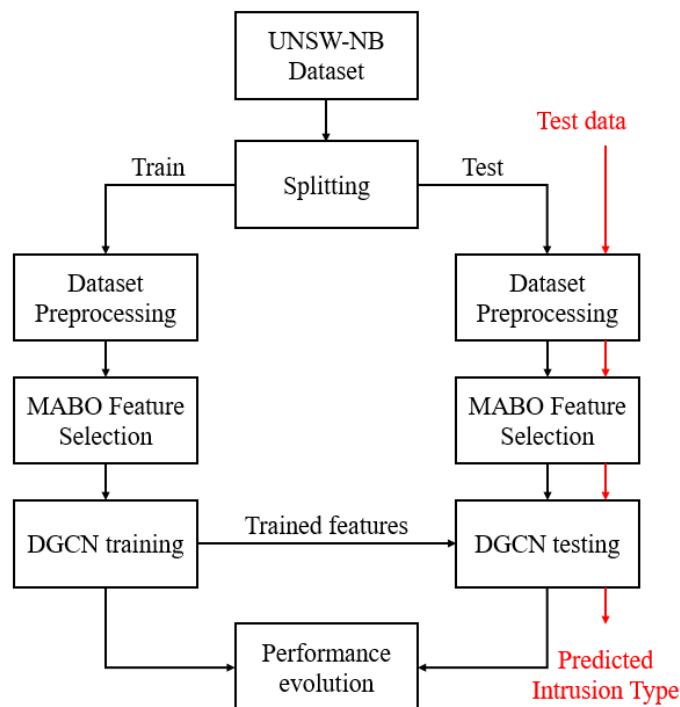 UNSW-NB
Dataset
Test data
Train
Splitting
Test
Dataset
Preprocessing
Dataset
Preprocessing
MABO Feature
Selection
MABO Feature
Selection
DGCN training
Trained features
DGCN testing
Performance
evolution
Predicted
Intrusion Type